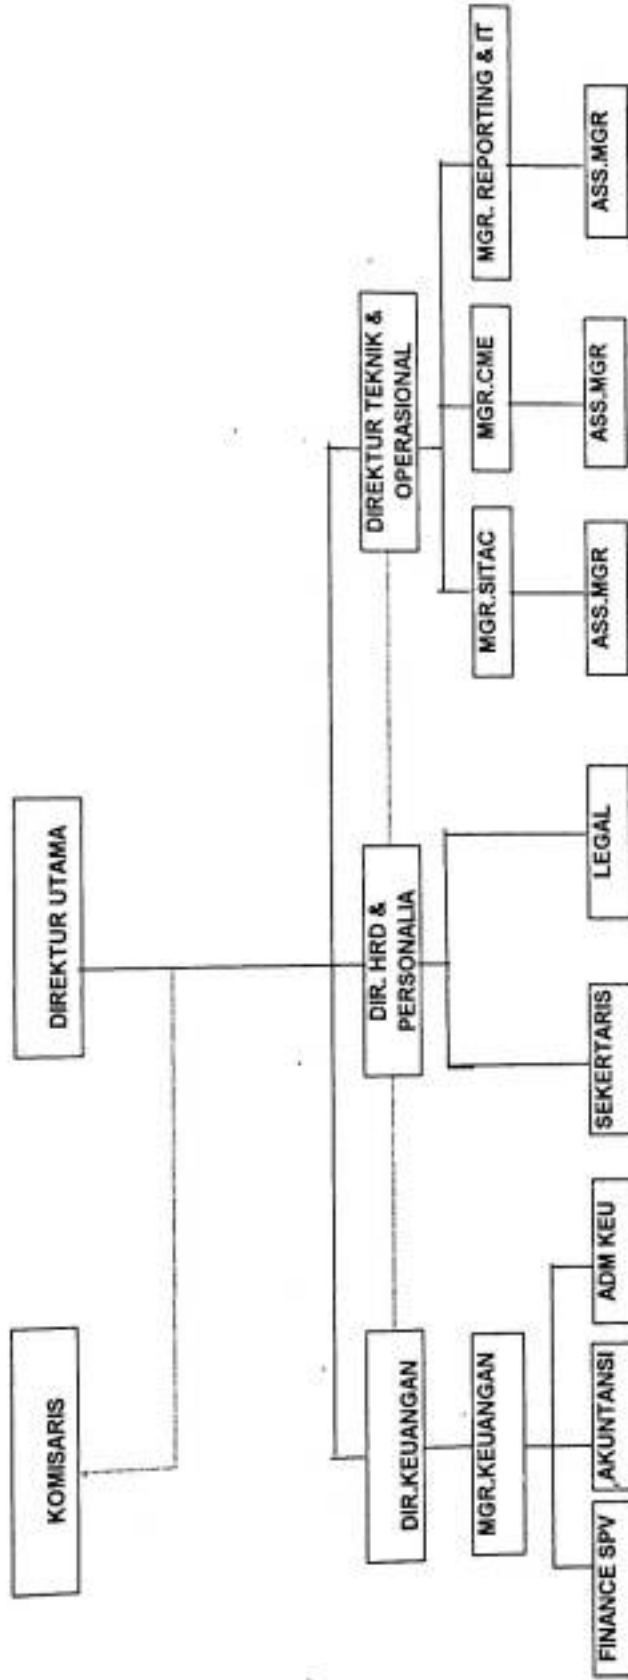 KOMISARIS
DIREKTUR UTAMA
DIR.KEUANGAN
DIR. HRD &
PERSONALIA
DIREKTUR TEKNIK &
OPERASIONAL
MGR.KEUANGAN
MGR.SITAC
MGR.CME
MGR. REPORTING & IT
FINANCE SPV
AKUNTANSI
ADM KEU
SEKERTARIS
LEGAL
ASS.MGR
ASS.MGR
ASS.MGR